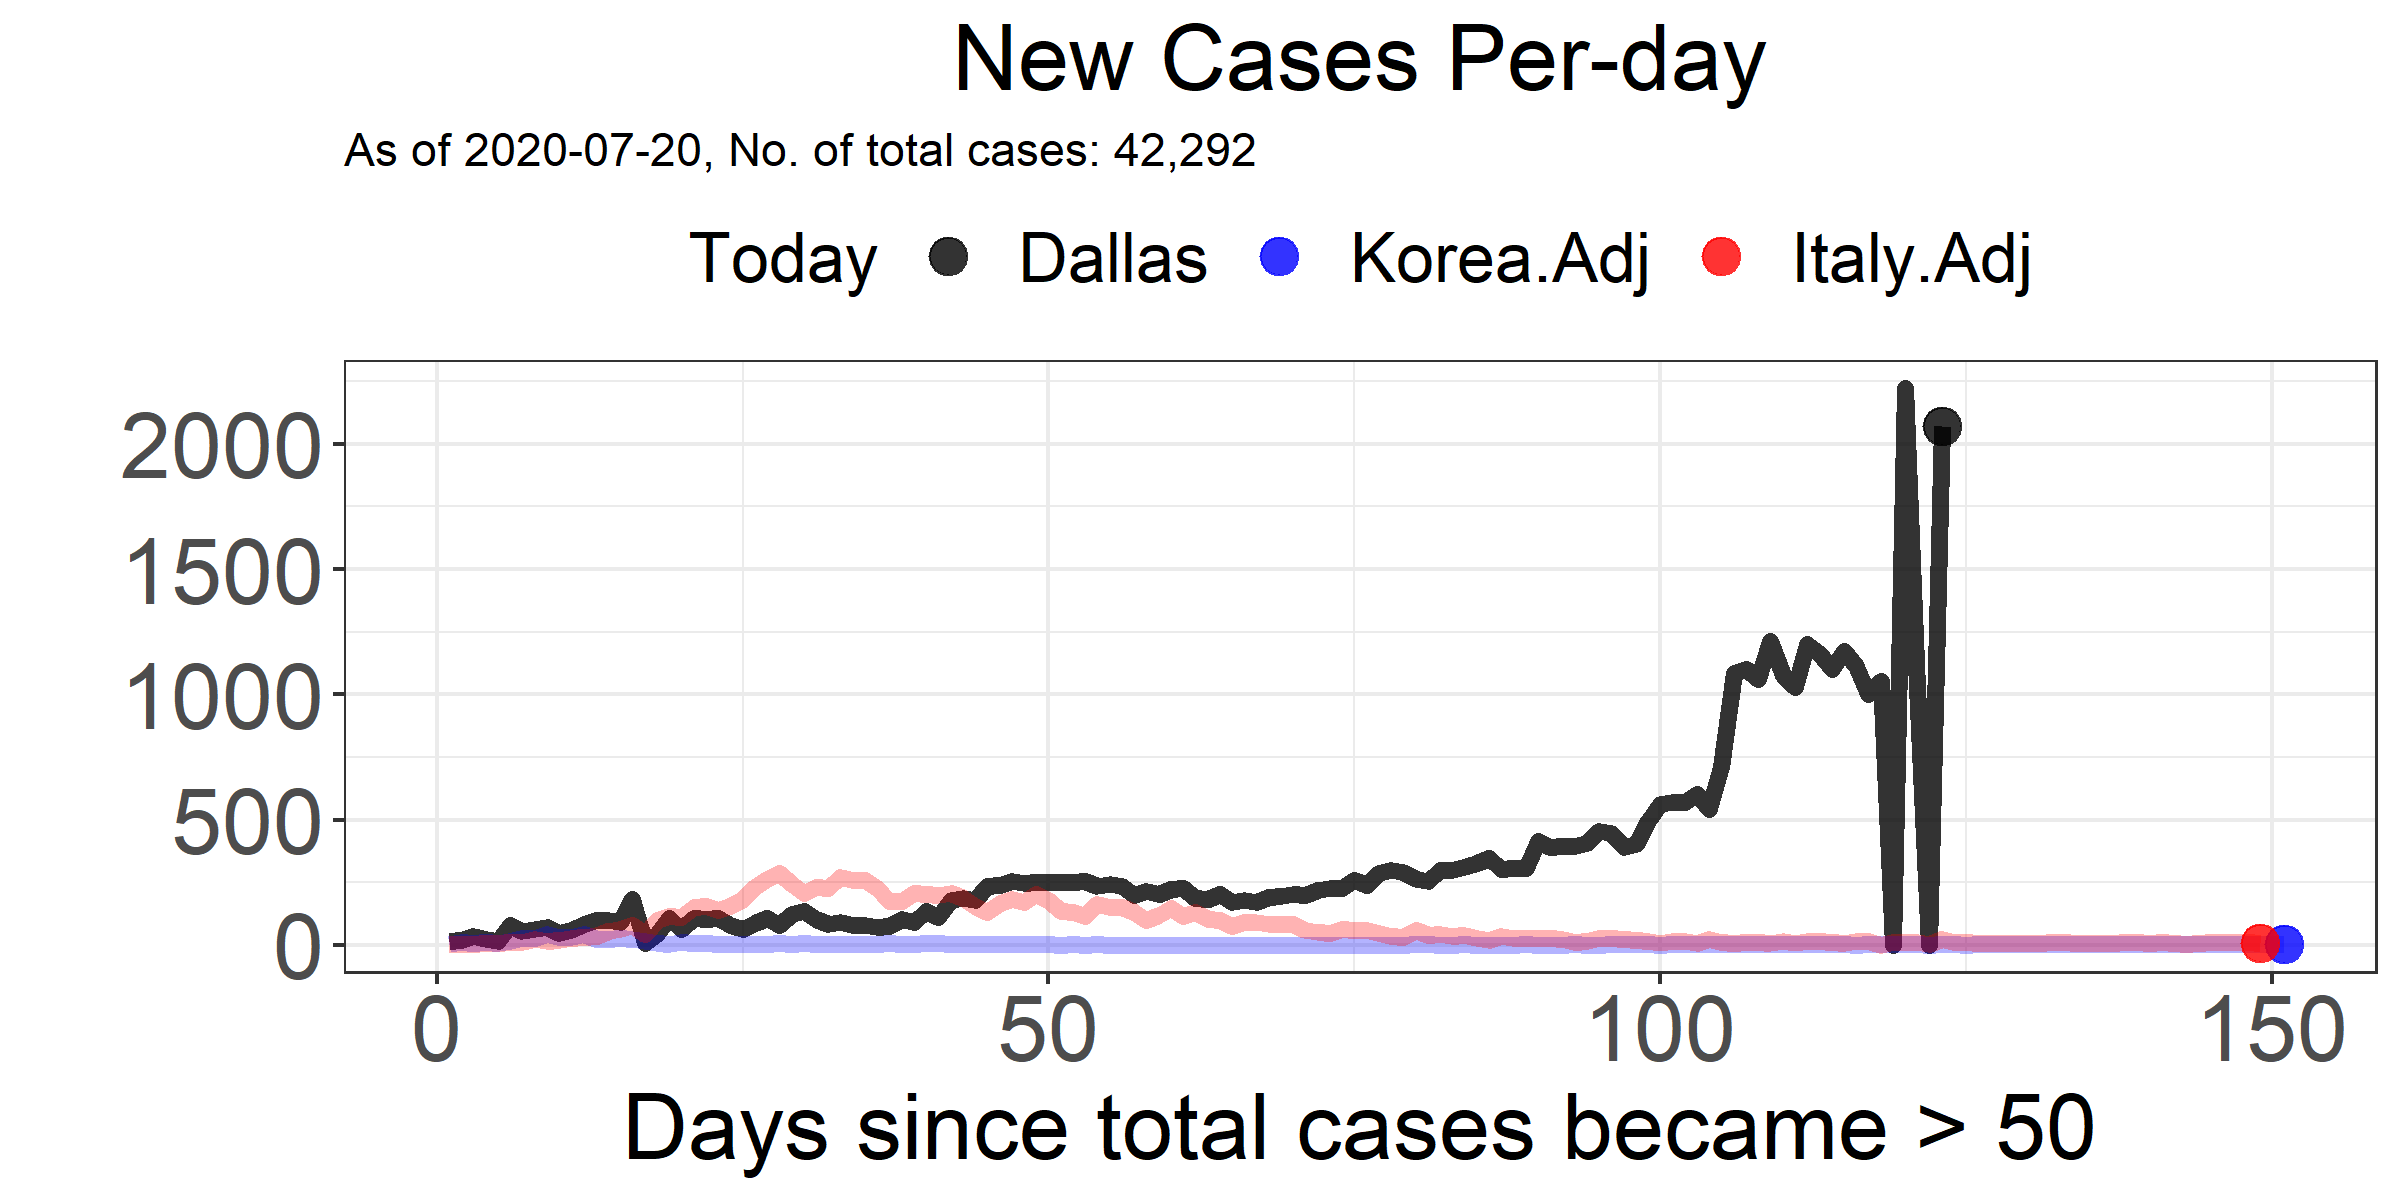 New Cases Per-day
As of 2020-07-20, No. of total cases: 42,292
Today Dallas Korea.Adj Italy.Adj
2000
1500
1000
500
0
0 50 100 150
Days since total cases became > 50